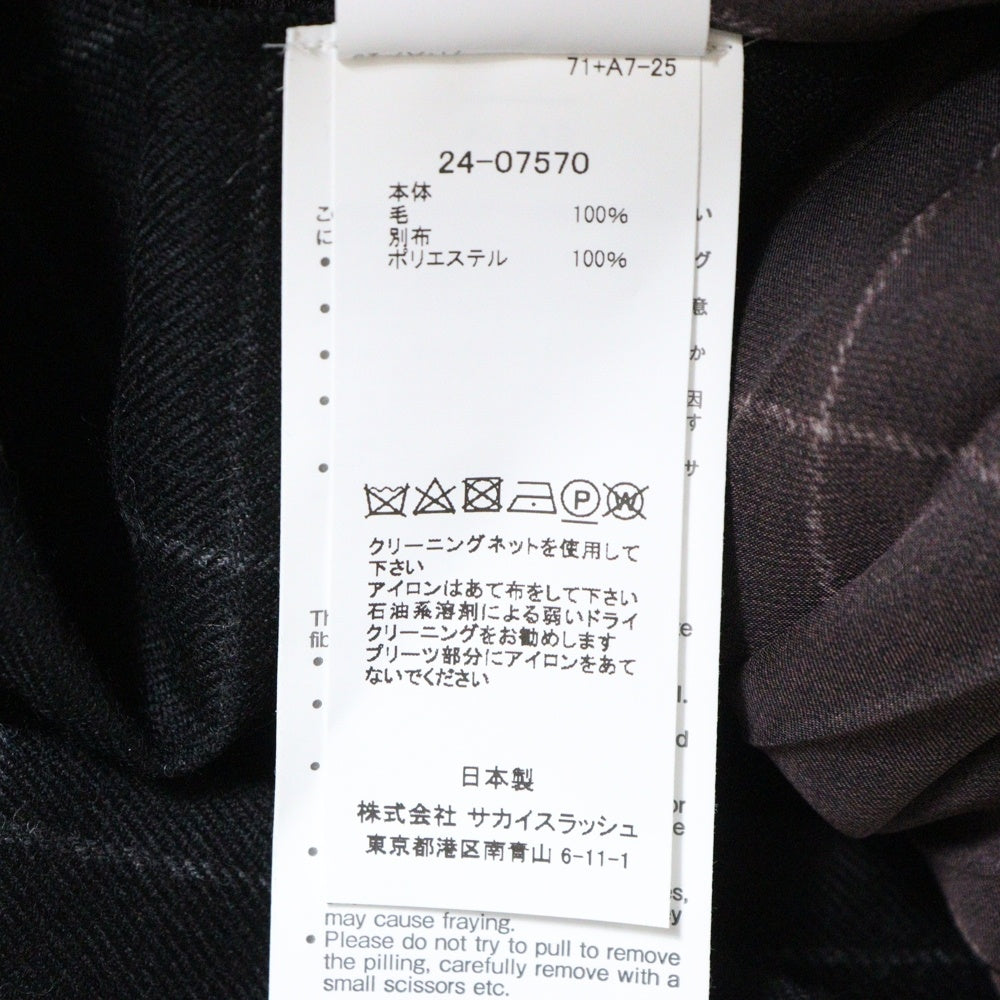 71+A7-25
24-07570
本体
毛 100%
別布
ポリエステル 100%
P
W
クリーニングネットを使用して
下さい
アイロンはあて布をして下さい
石油系溶剤による弱いドライ
クリーニングをお勧めします
プリーツ部分にアイロンをあて
ないでください
日本製
株式会社 サカイスラッシュ
東京都港区南青山 6-11-1
may cause fraying.
• Please do not try to pull to remove
the pilling, carefully remove with a
small scissors etc.